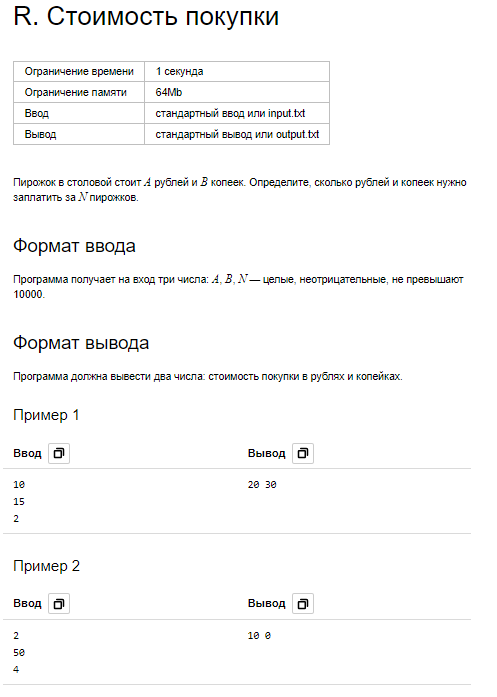 R. Стоимость покупки
Ограничение времени 1 секунда
Ограничение памяти 64Mb
Ввод стандартный ввод или input.txt
Вывод стандартный вывод или output.txt
Пирожок в столовой стоит A рублей и B копеек. Определите, сколько рублей и копеек нужно
заплатить за N пирожков.
Формат ввода
Программа получает на вход три числа: A, B, N — целые, неотрицательные, не превышают
10000.
Формат вывода
Программа должна вывести два числа: стоимость покупки в рублях и копейках.
Пример 1
Ввод Вывод
10 20 30
15
2
Пример 2
Ввод Вывод
2 10 0
50
4